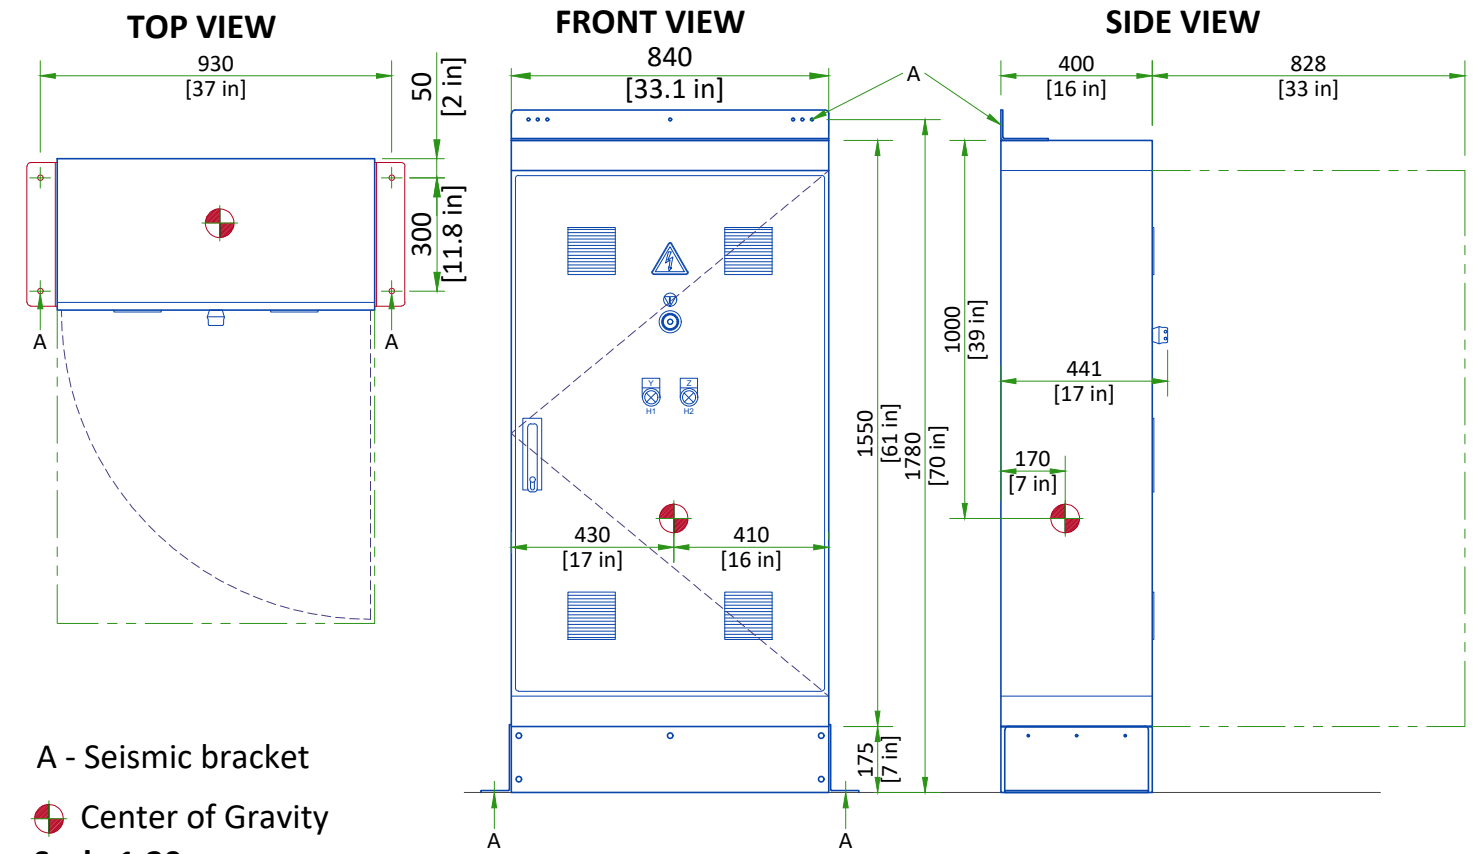 TOP VIEW
FRONT VIEW
SIDE VIEW
930
[37 in]
50
[2 in]
300
[11.8 in]
A
A
840
[33.1 in]
A
Y
Z
H1
H2
430
[17 in]
410
[16 in]
1550
[61 in]
1780
[70 in]
175
[7 in]
A
A
400
[16 in]
828
[33 in]
1000
[39 in]
441
[17 in]
170
[7 in]
A - Seismic bracket
Center of Gravity